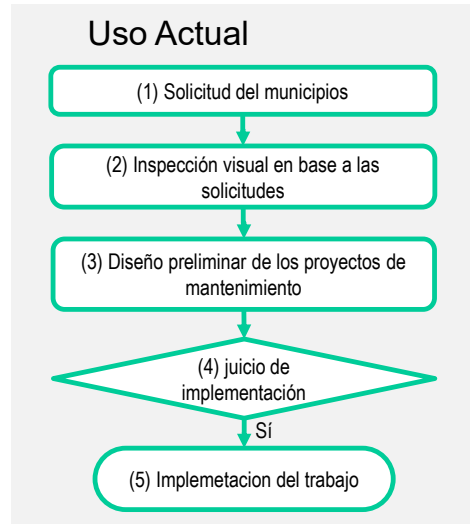 Uso Actual
(1) Solicitud del municipios
(2) Inspección visual en base a las
solicitudes
(3) Diseño preliminar de los proyectos de
mantenimiento
(4) juicio de
implementación
Sí
(5) Implemetacion del trabajo